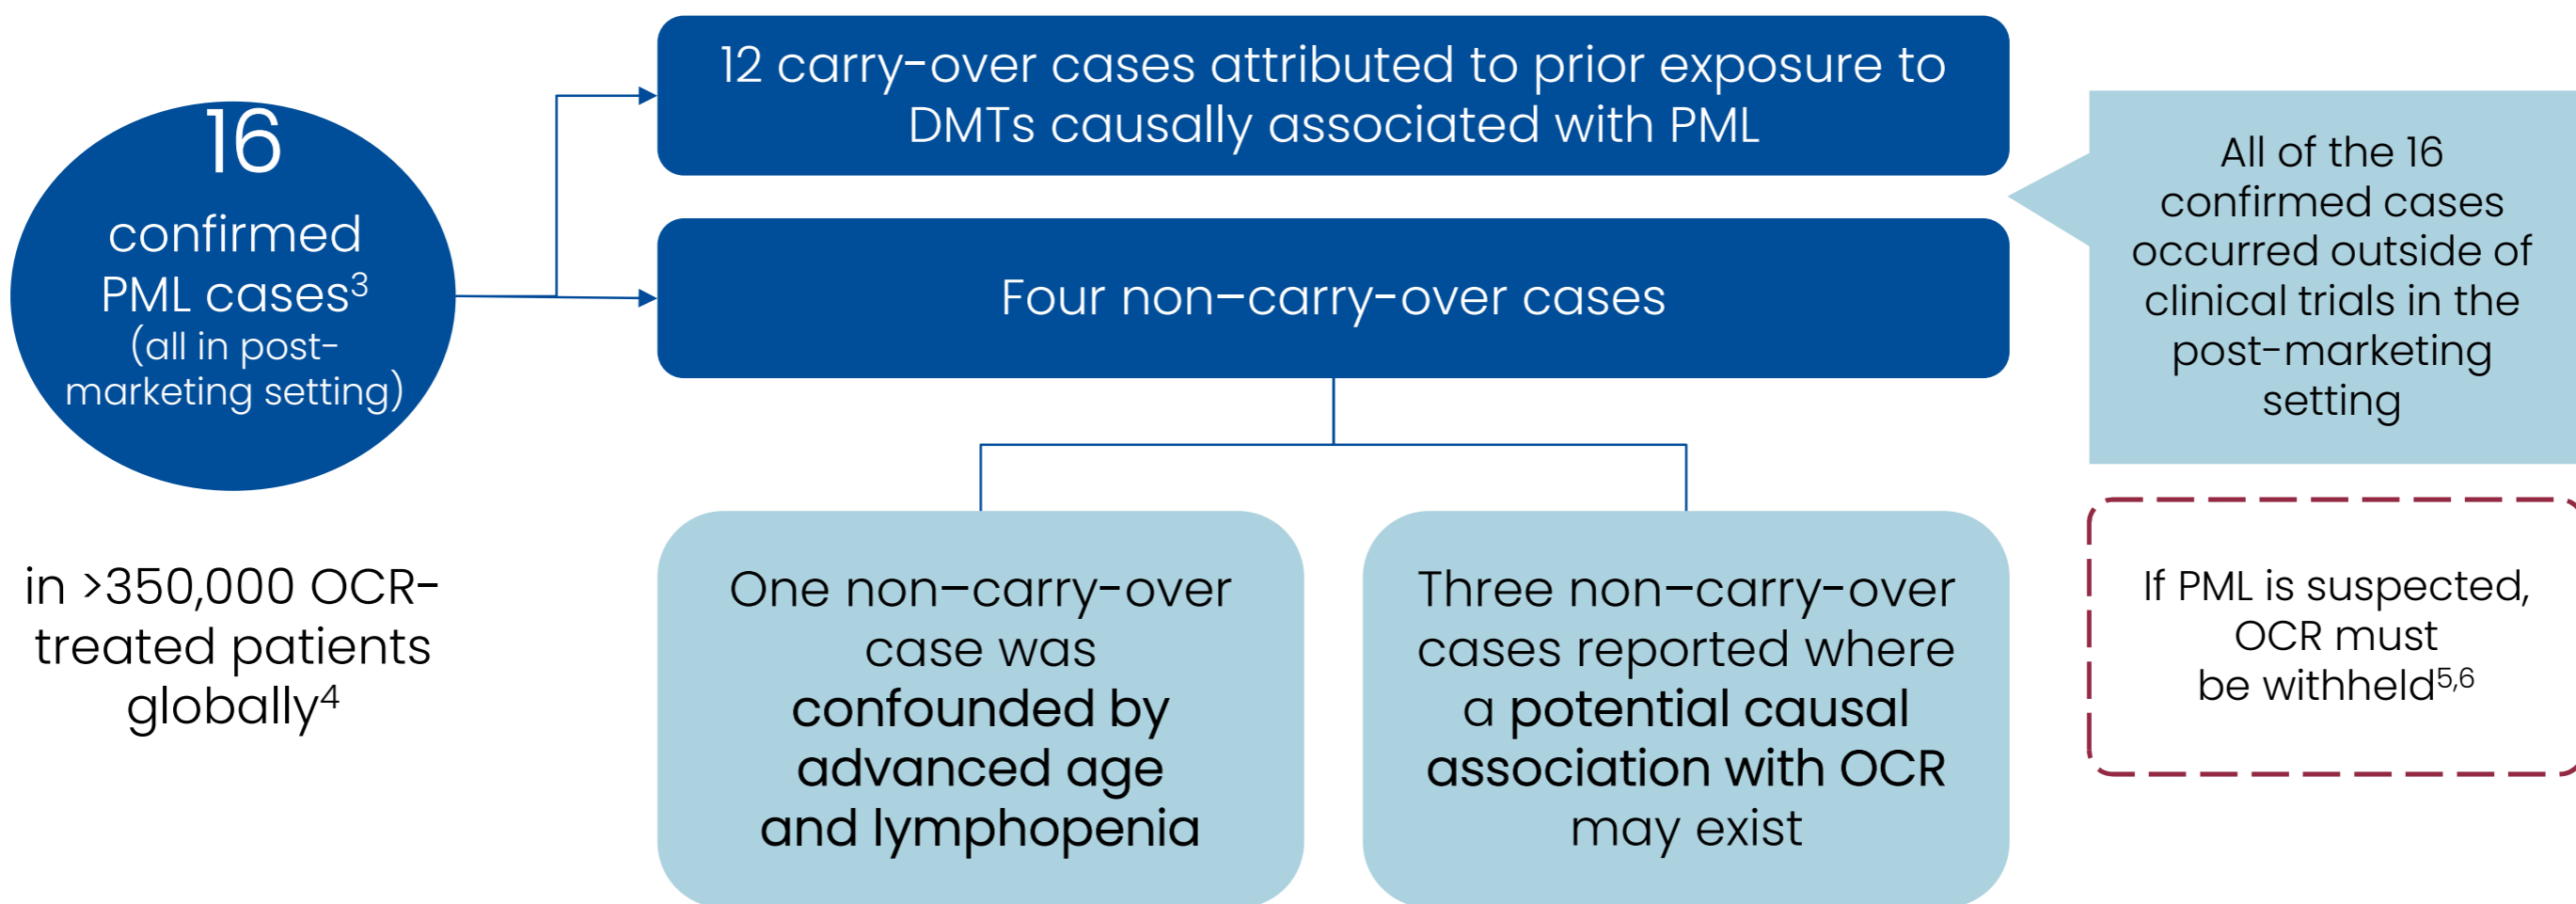 16
confirmed
PML cases³
(all in post-
marketing setting)
in >350,000 OCR-
treated patients
globally⁴
12 carry-over cases attributed to prior exposure to
DMTs causally associated with PML
Four non–carry-over cases
One non–carry-over
case was
confounded by
advanced age
and lymphopenia
Three non–carry-over
cases reported where
a potential causal
association with OCR
may exist
All of the 16
confirmed cases
occurred outside of
clinical trials in the
post-marketing
setting
If PML is suspected,
OCR must
be withheld⁵,⁶